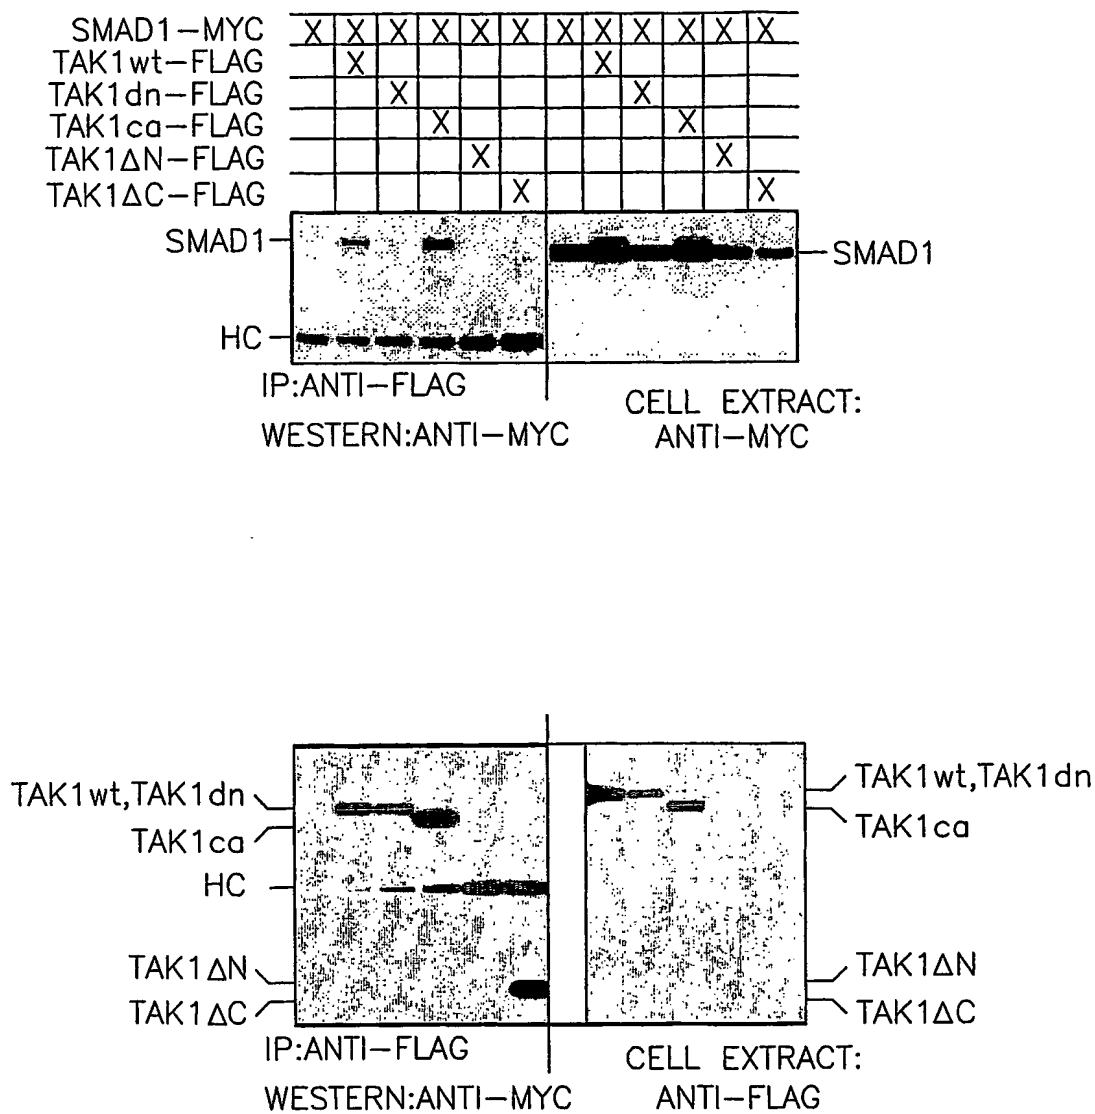 SMAD1-MYC X X X X X X X X X X X X
TAK1wt-FLAG X X
TAK1dn-FLAG X X
TAK1ca-FLAG X X
TAK1ΔN-FLAG X X
TAK1ΔC-FLAG X X
SMAD1
SMAD1
HC
IP:ANTI-FLAG
WESTERN:ANTI-MYC
CELL EXTRACT:
ANTI-MYC
TAK1wt,TAK1dn
TAK1ca
HC
TAK1ΔN
TAK1ΔC
TAK1wt,TAK1dn
TAK1ca
TAK1ΔN
TAK1ΔC
IP:ANTI-FLAG
WESTERN:ANTI-MYC
CELL EXTRACT:
ANTI-FLAG